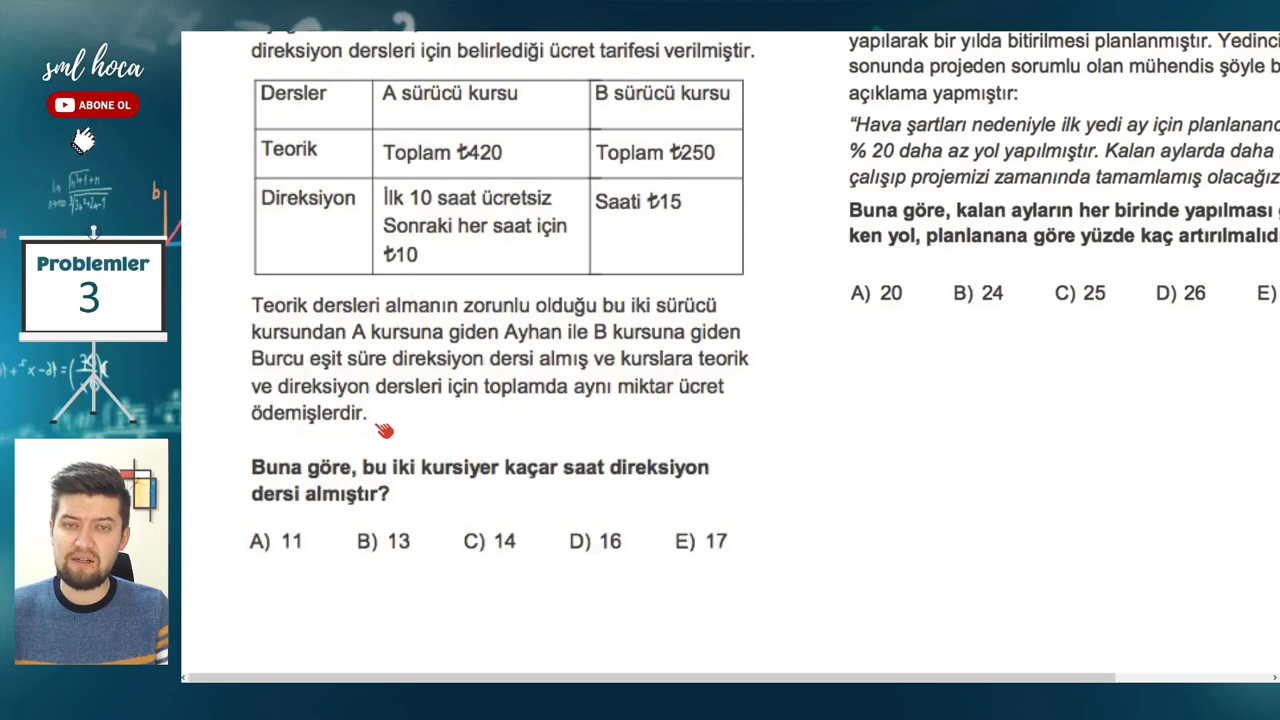 sml hoca
ABONE OL
Problemler
3
direksiyon dersleri için belirlediği ücret tarifesi verilmiştir.
Dersler A sürücü kursu B sürücü kursu
Teorik Toplam ₺420 Toplam ₺250
Direksiyon İlk 10 saat ücretsiz Saati ₺15
Sonraki her saat için
₺10
Teorik dersleri almanın zorunlu olduğu bu iki sürücü
kursundan A kursuna giden Ayhan ile B kursuna giden
Burcu eşit süre direksiyon dersi almış ve kurslara teorik
ve direksiyon dersleri için toplamda aynı miktar ücret
ödemişlerdir.
Buna göre, bu iki kursiyer kaçar saat direksiyon
dersi almıştır?
A) 11 B) 13 C) 14 D) 16 E) 17
yapılarak bir yılda bitirilmesi planlanmıştır.
sonunda projeden sorumlu olan mühendis şöyle
açıklama yapmıştır:
“Hava şartları nedeniyle ilk yedi ay için
% 20 daha az yol yapılmıştır. Kalan aylarda daha
çalışıp projemizi zamanında tamamlamış
Buna göre, kalan ayların her birinde yapılması
ken yol, planlanana göre yüzde kaç
A) 20 B) 24 C) 25 D) 26 E)